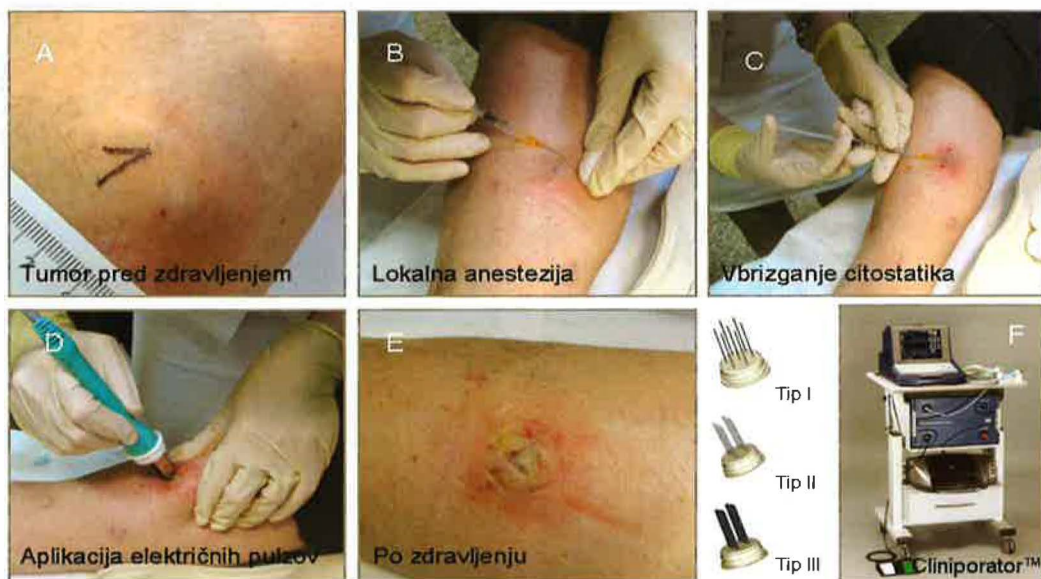 A
Tumor pred zdravljenjem
B
Lokalna anestezija
C
Vbrizganje citostatika
D
Aplikacija električnih pulzov
E
Po zdravljenju
Tip I
Tip II
Tip III
F
Cliniporator™